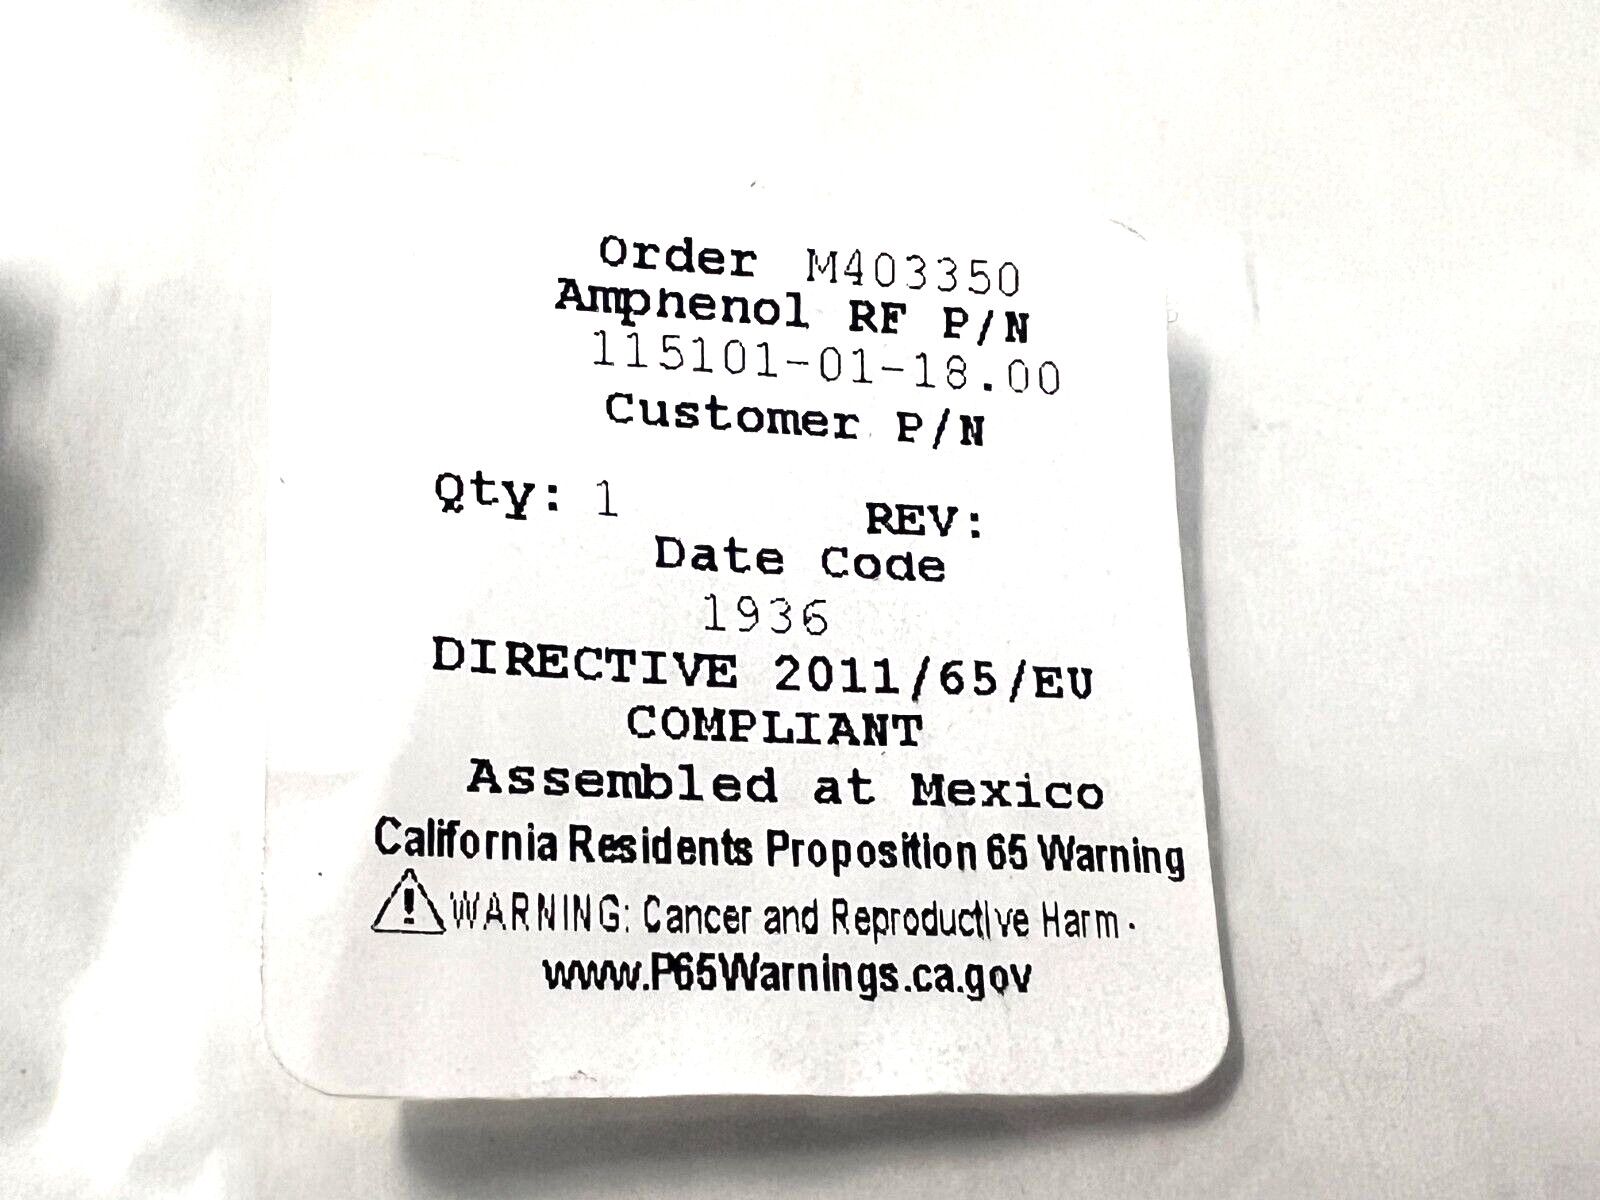 Order M403350
Amphenol RF P/N
115101-01-18.00
Customer P/N
Qty: 1 REV:
Date Code
1936
DIRECTIVE 2011/65/EU
COMPLIANT
Assembled at Mexico
California Residents Proposition 65 Warning
WARNING: Cancer and Reproductive Harm -
www.P65Warnings.ca.gov